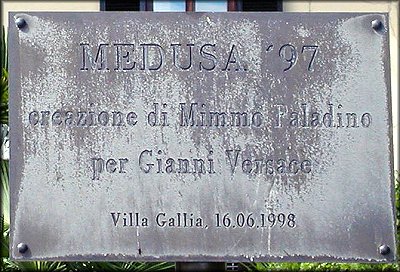 MEDUSA '97
creazione di Mimmo Paladino
per Gianni Versace
Villa Gallia, 16.06.1998